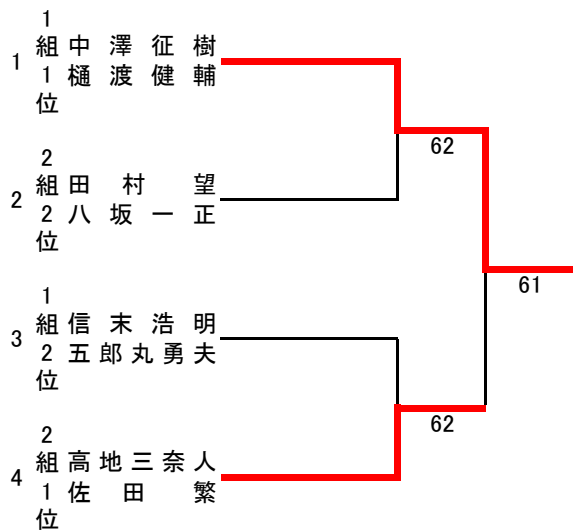 1
1組1位
中澤征樹
樋渡健輔
2
2組2位
田村望
八坂一正
3
1組2位
信末浩明
五郎丸勇夫
4
2組1位
高地三奈人
佐田繁
62
62
61